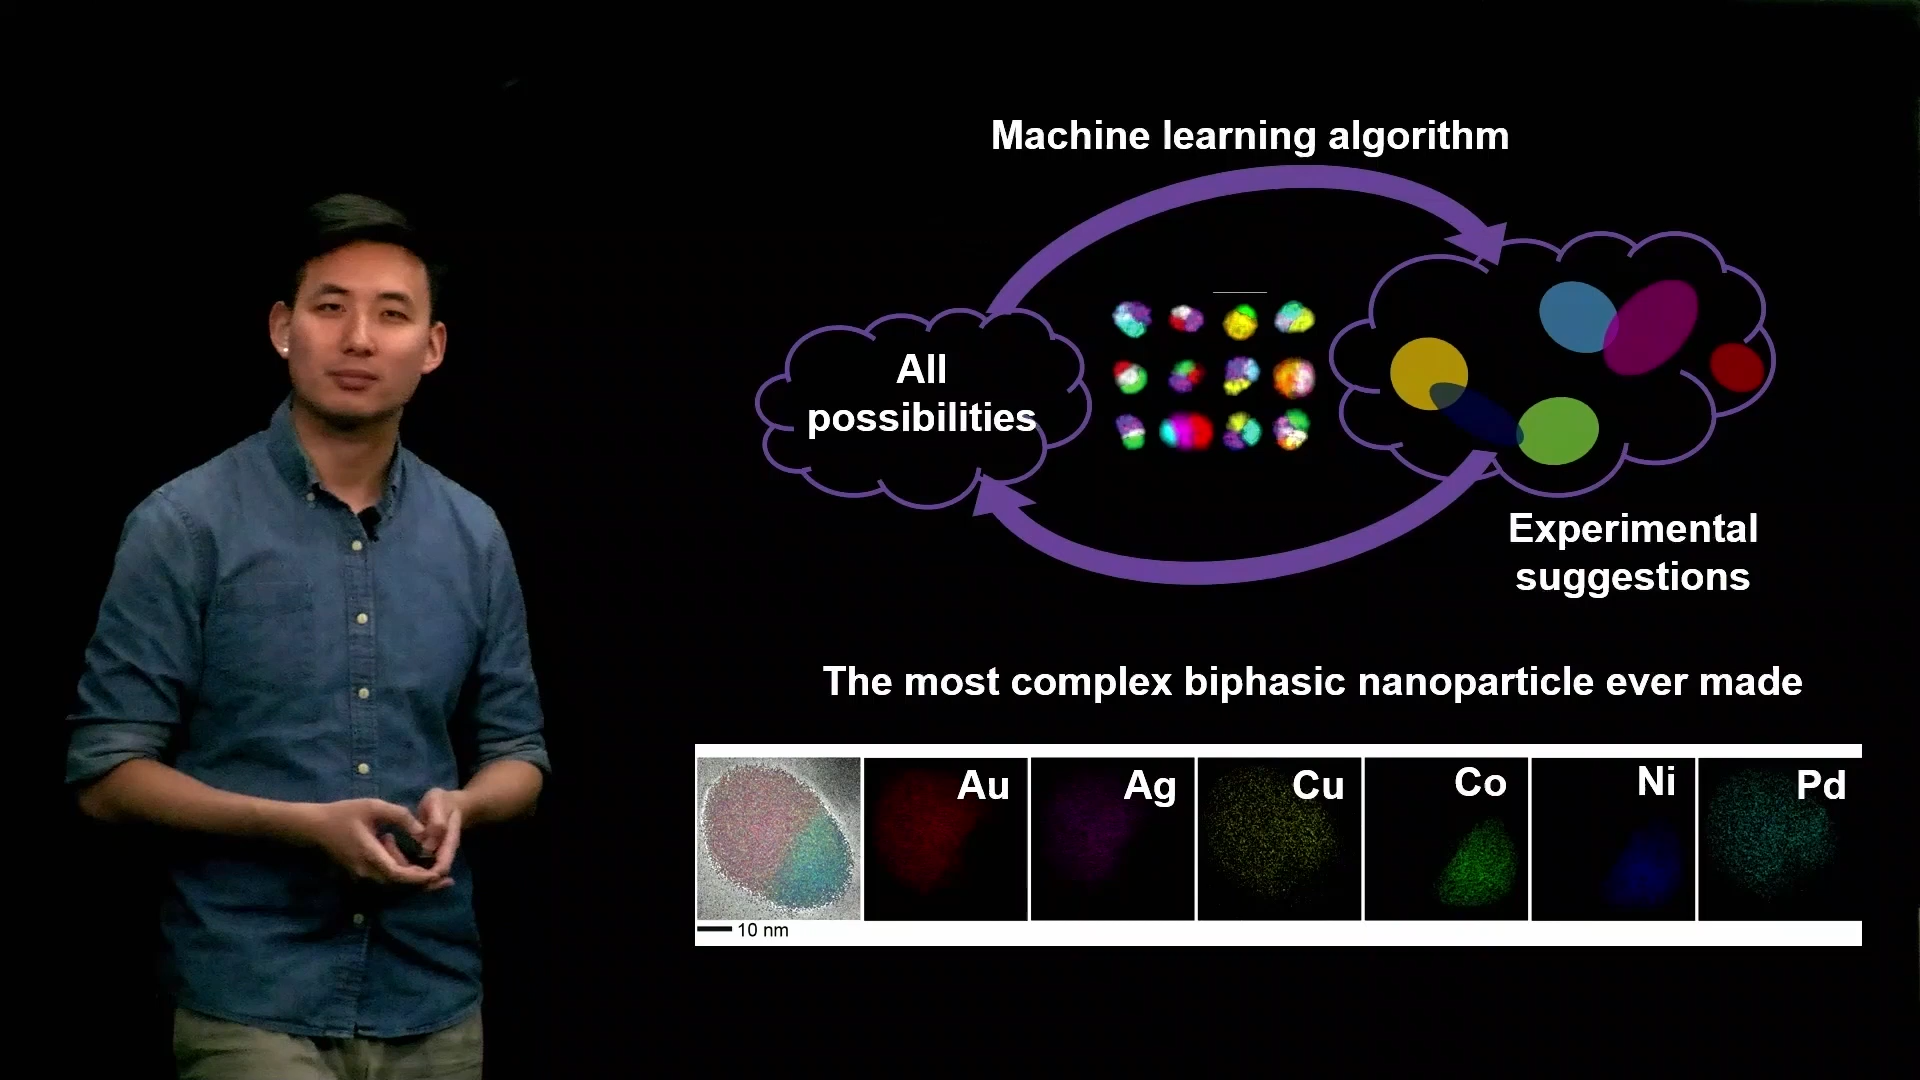 Machine learning algorithm
All
possibilities
Experimental
suggestions
The most complex biphasic nanoparticle ever made
Au
Ag
Cu
Co
Ni
Pd
10 nm